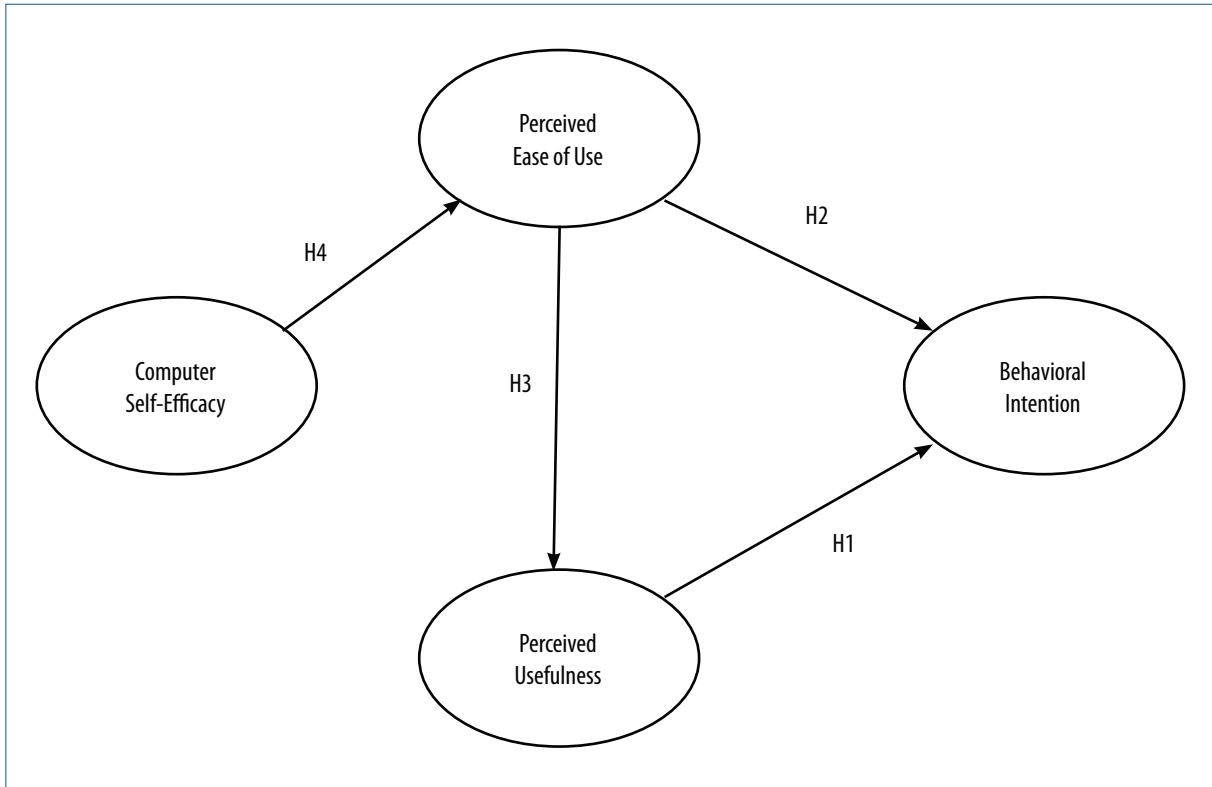 Perceived
Ease of Use
H2
H4
Computer
Self-Efficacy
H3
Behavioral
Intention
H1
Perceived
Usefulness